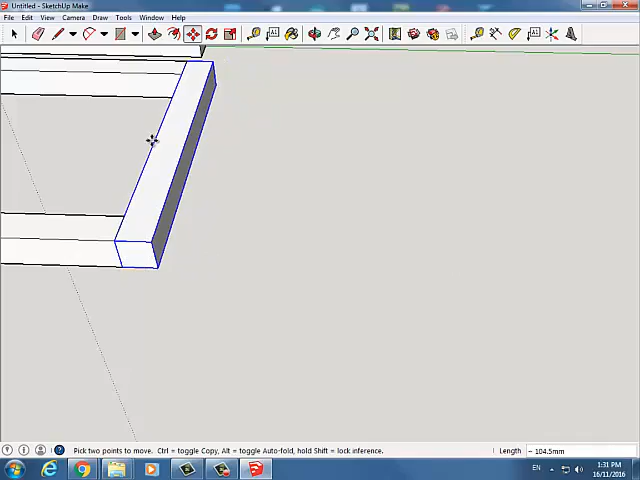 Untitled - SketchUp Make
File Edit View Camera Draw Tools Window Help
Pick two points to move. Ctrl = toggle Copy, Alt = toggle Auto-fold, hold Shift = lock inference.
Length ~ 104.5mm
EN
1:31 PM
16/11/2016